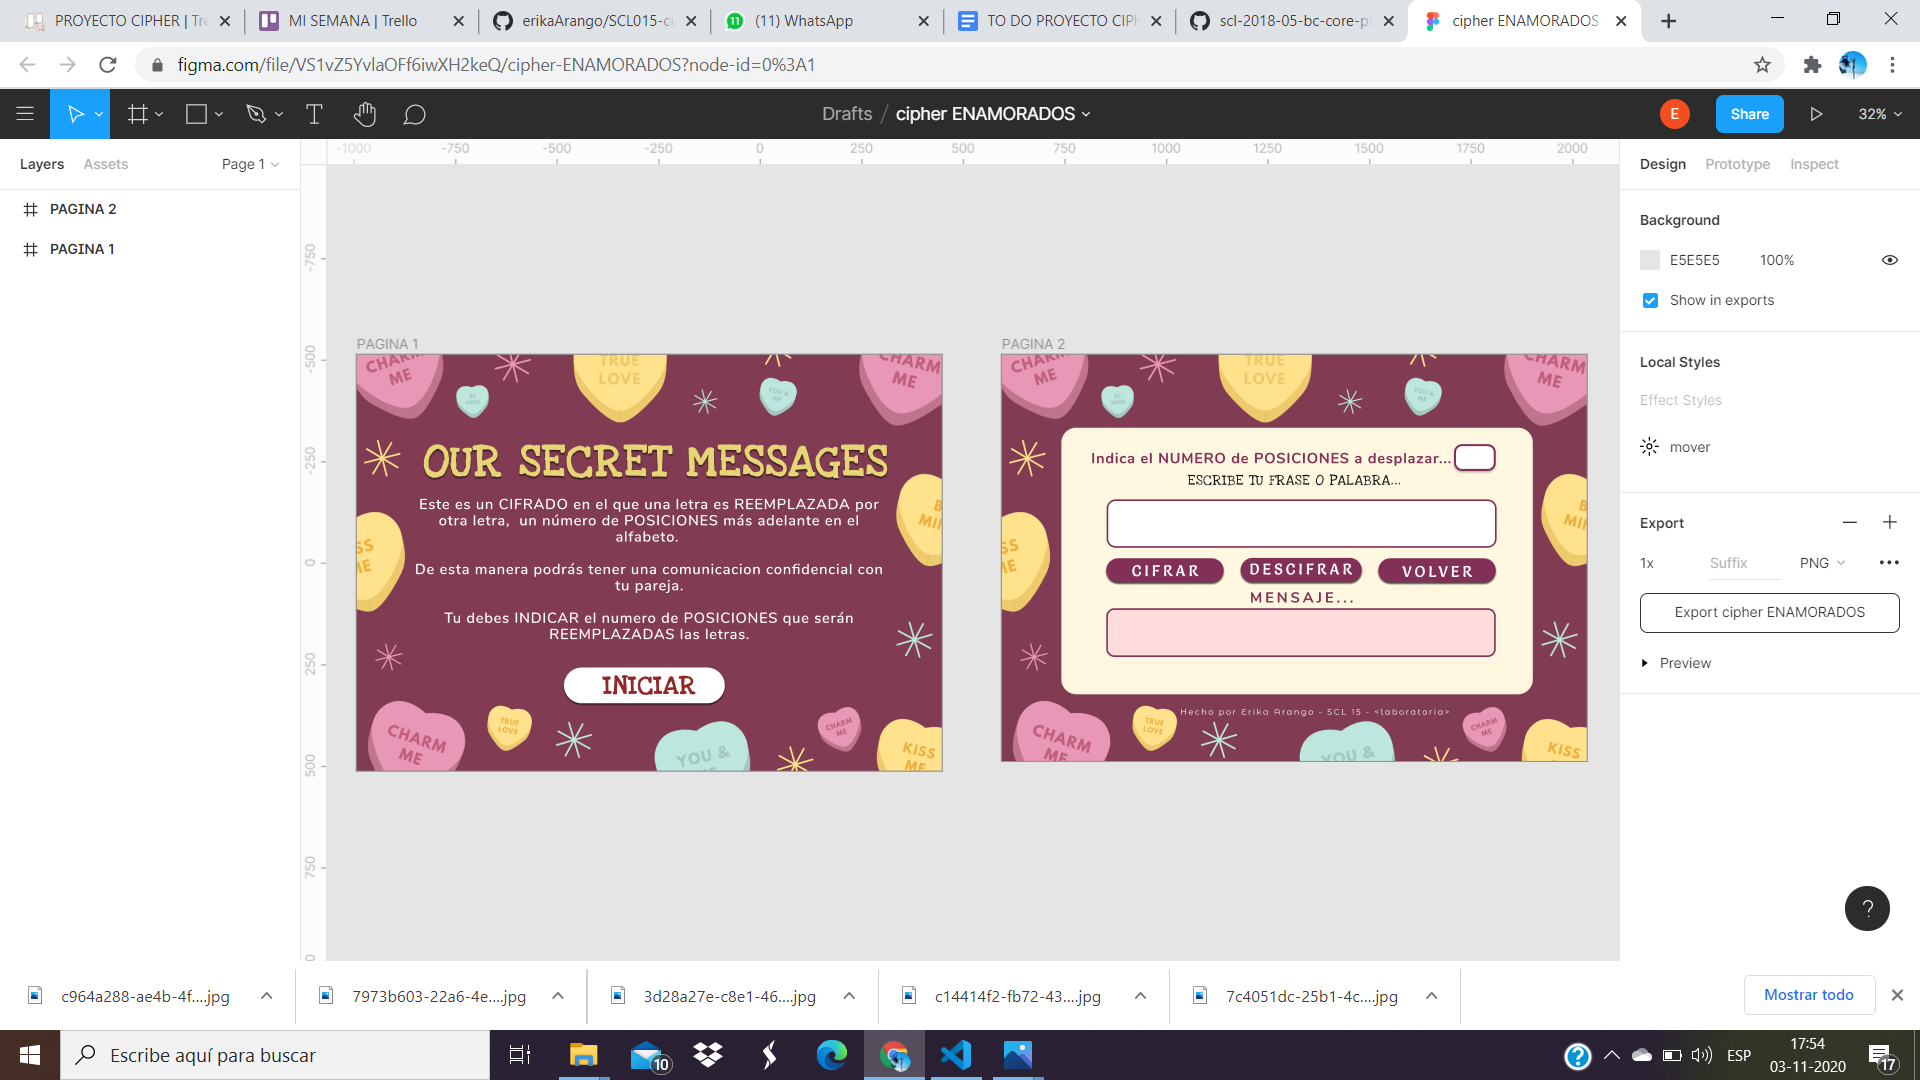 PROYECTO CIPHER | Tre
MI SEMANA | Trello
erikaArango/SCL015-ci
(11) WhatsApp
TO DO PROYECTO CIPH
scl-2018-05-bc-core-pr
cipher ENAMORADOS
figma.com/file/VS1vZ5YvlaOFf6iwXH2keQ/cipher-ENAMORADOS?node-id=0%3A1
Drafts / cipher ENAMORADOS
E
Share
32%
Layers
Assets
Page 1
-1000 -750 -500 -250 0 250 500 750 1000 1250 1500 1750 2000
Design
Prototype
Inspect
PAGINA 2
PAGINA 1
-750
-500
-250
0
250
500
750
Background
E5E5E5
100%
Show in exports
Local Styles
Effect Styles
mover
Export
1x
Suffix
PNG
Export cipher ENAMORADOS
Preview
?
PAGINA 1
CHARM ME
TRUE LOVE
BE MINE
YOU & ME
CHARM ME
OUR SECRET MESSAGES
Este es un CIFRADO en el que una letra es REEMPLAZADA por
otra letra, un número de POSICIONES más adelante en el
alfabeto.
De esta manera podrás tener una comunicacion confidencial con
tu pareja.
Tu debes INDICAR el numero de POSICIONES que serán
REEMPLAZADAS las letras.
INICIAR
CHARM ME
TRUE LOVE
YOU &
CHARM ME
KISS ME
PAGINA 2
CHARM ME
TRUE LOVE
BE MINE
YOU & ME
CHARM ME
Indica el NUMERO de POSICIONES a desplazar...
ESCRIBE TU FRASE O PALABRA...
CIFRAR
DESCIFRAR
VOLVER
MENSAJE...
Hecho por Erika Arango - SCL 15 - <laboratoria>
CHARM ME
TRUE LOVE
YOU &
CHARM ME
KISS
c964a288-ae4b-4f....jpg
7973b603-22a6-4e....jpg
3d28a27e-c8e1-46....jpg
c14414f2-fb72-43....jpg
7c4051dc-25b1-4c....jpg
Mostrar todo
Escribe aquí para buscar
10
ESP
17:54
03-11-2020
17